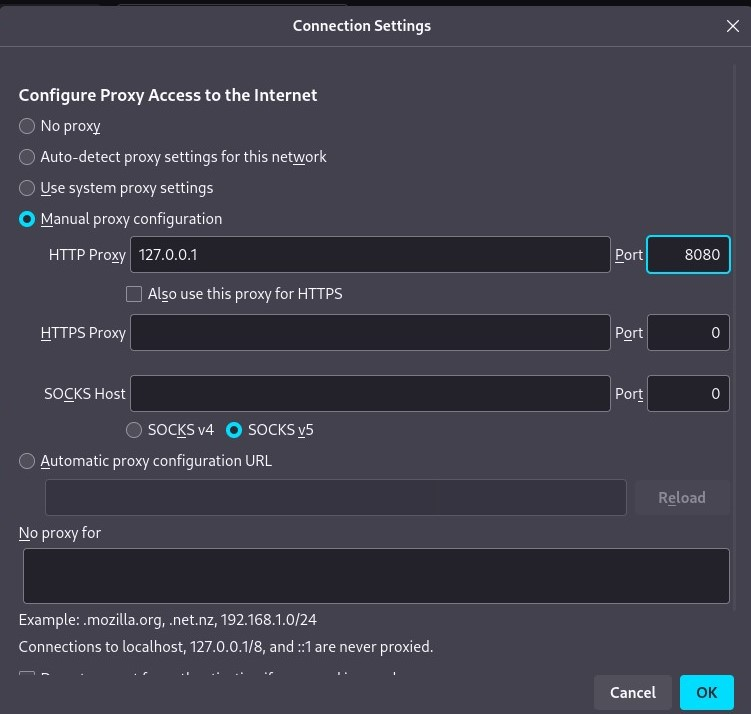 Connection Settings
Configure Proxy Access to the Internet
No proxy
Auto-detect proxy settings for this network
Use system proxy settings
Manual proxy configuration
HTTP Proxy 127.0.0.1 Port 8080
Also use this proxy for HTTPS
HTTPS Proxy Port 0
SOCKS Host Port 0
SOCKS v4 SOCKS v5
Automatic proxy configuration URL
Reload
No proxy for
Example: .mozilla.org, .net.nz, 192.168.1.0/24
Connections to localhost, 127.0.0.1/8, and ::1 are never proxied.
Cancel OK